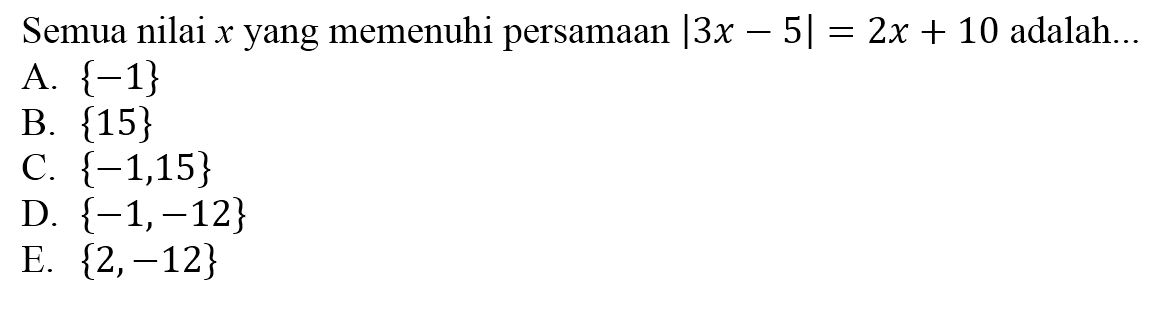 Semua nilai x yang memenuhi persamaan |3x − 5| = 2x + 10 adalah...
A. {−1}
B. {15}
C. {−1,15}
D. {−1, −12}
E. {2, −12}